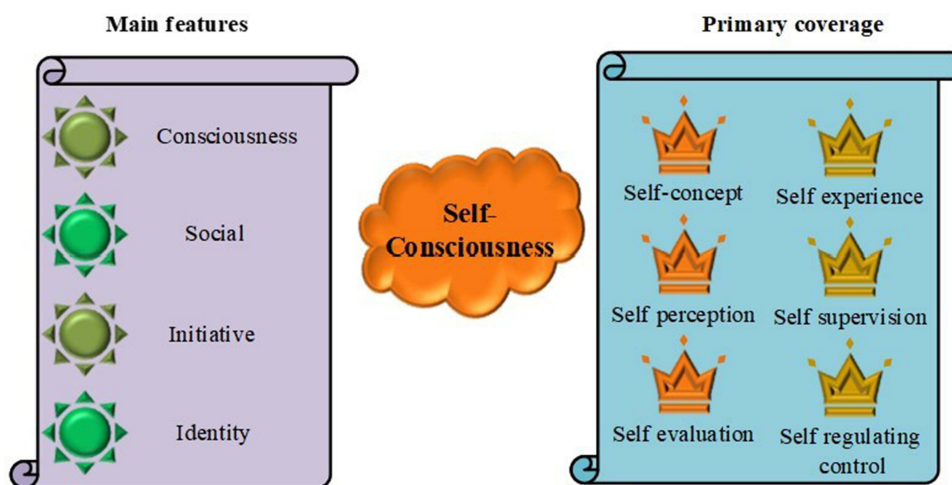 Main features
Primary coverage
Consciousness
Social
Initiative
Identity
Self-
Consciousness
Self-concept
Self experience
Self perception
Self supervision
Self evaluation
Self regulating
control